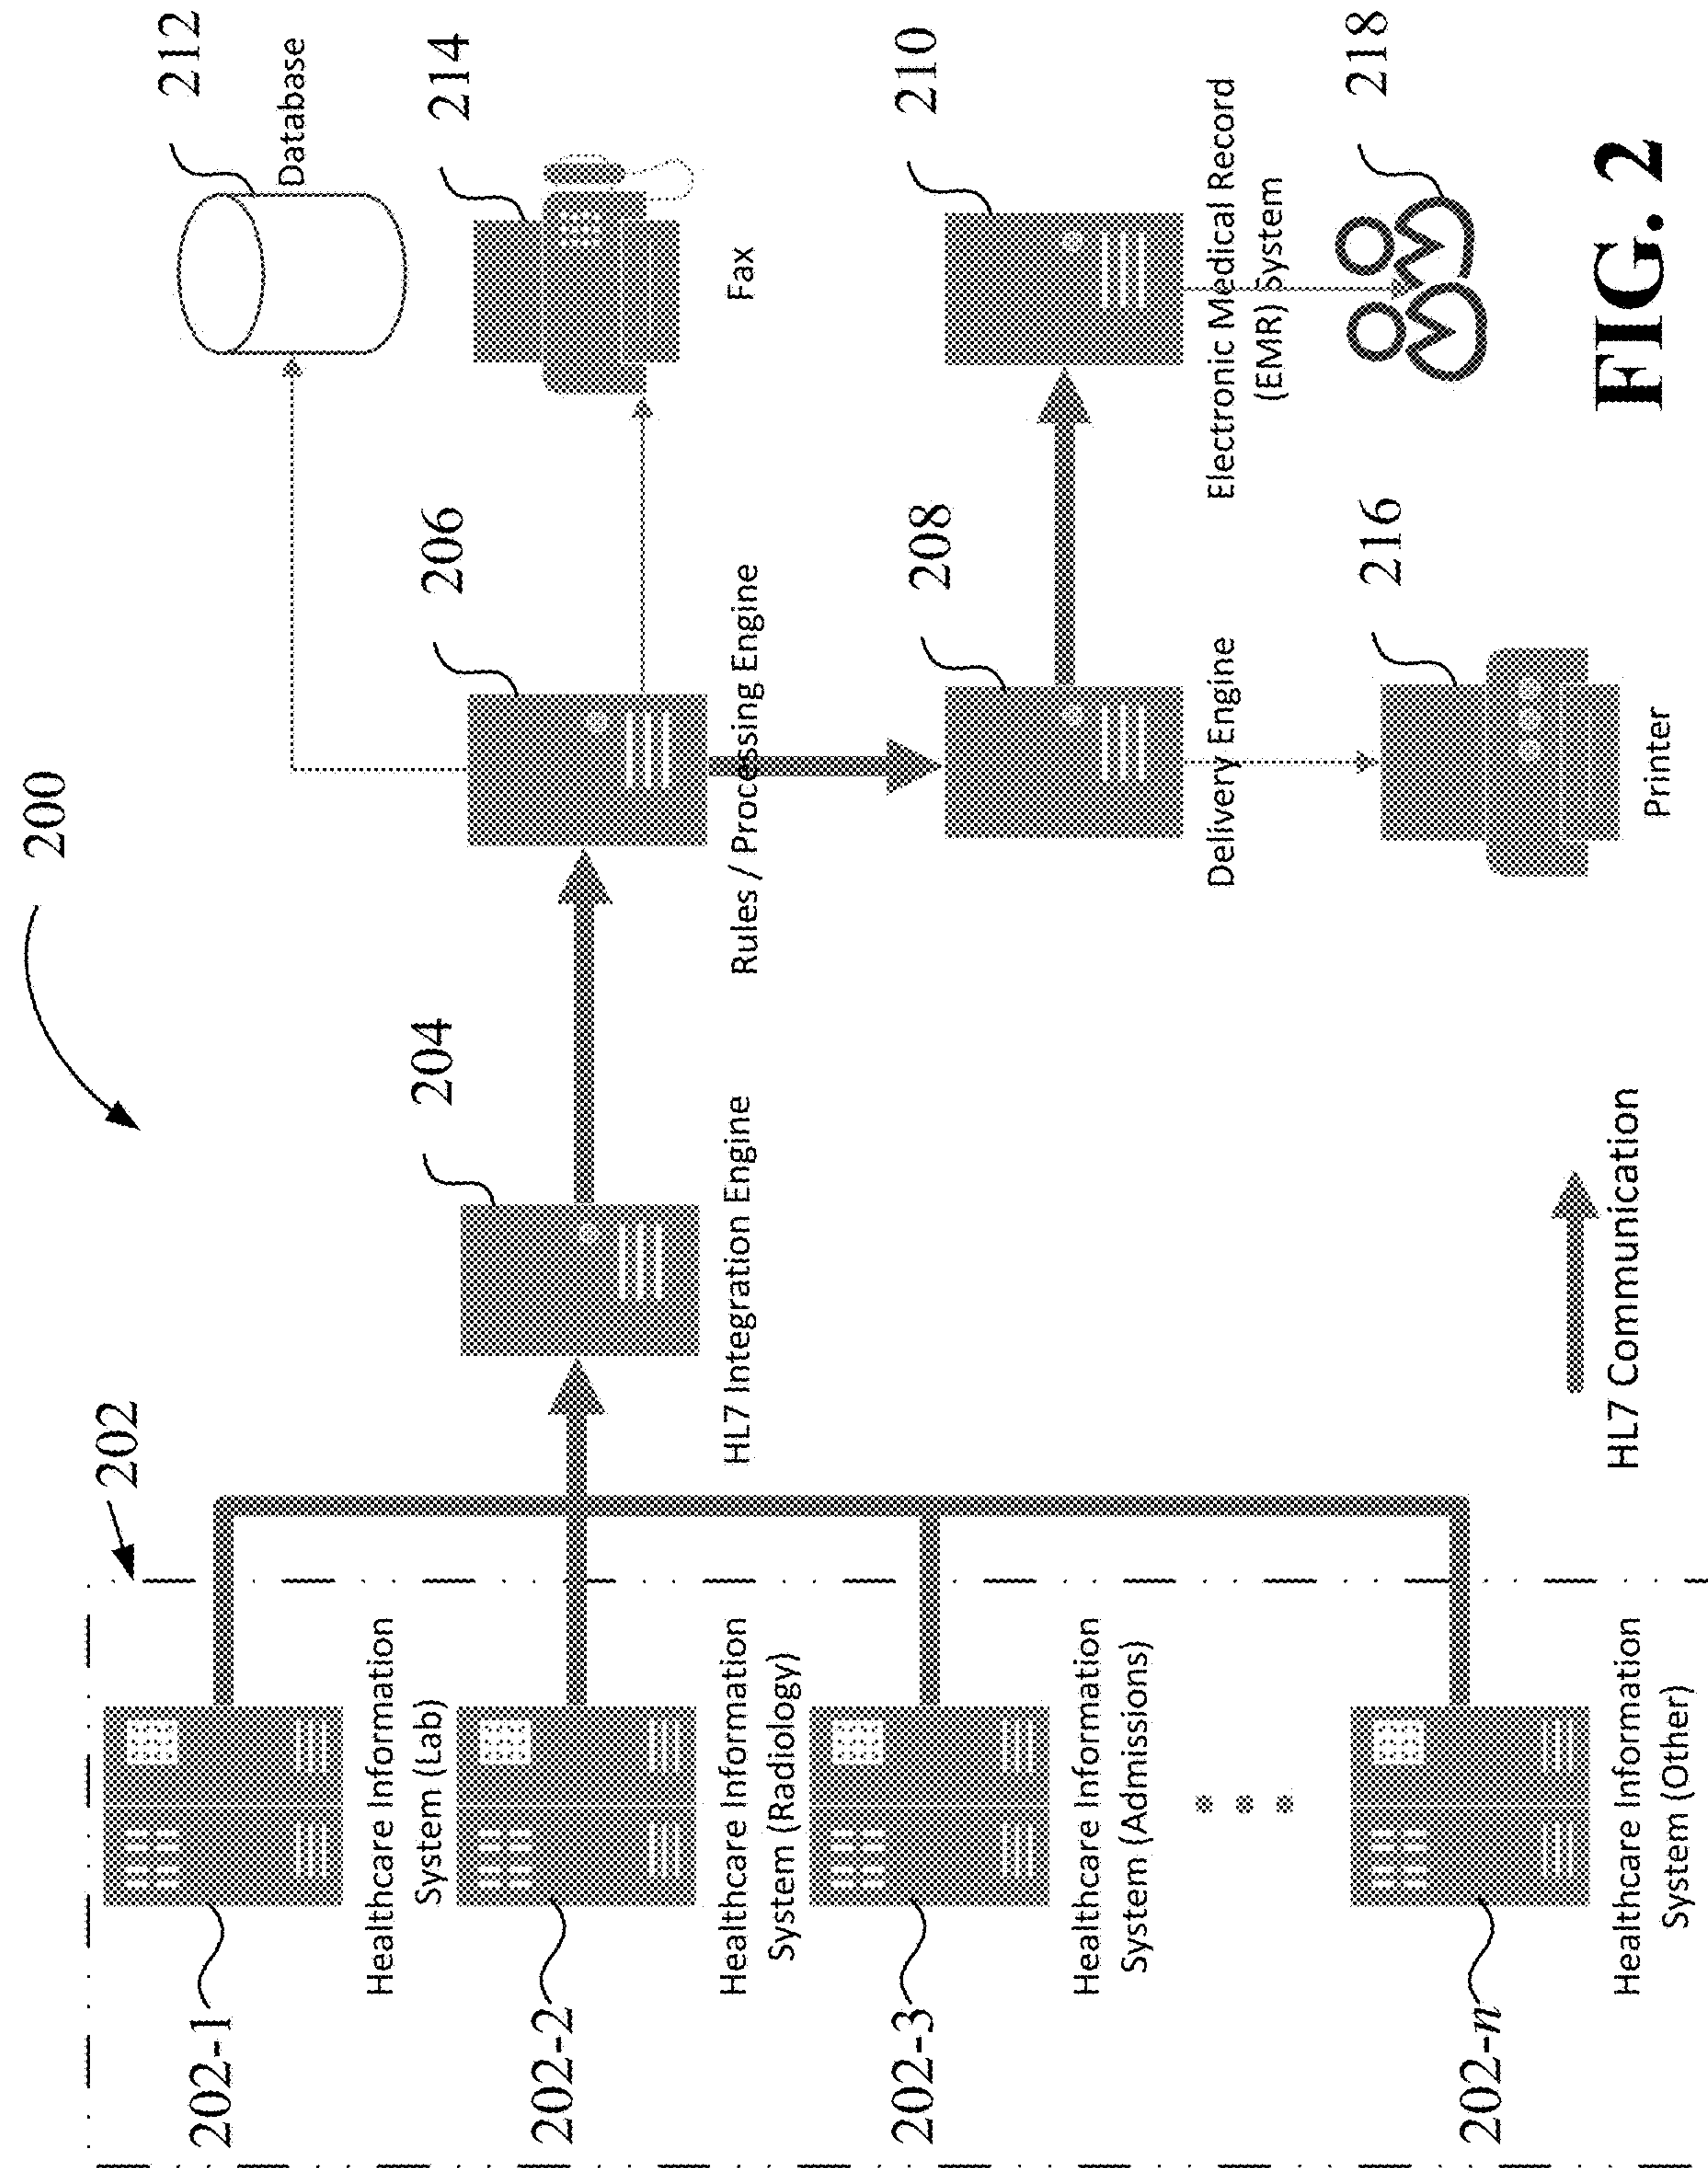 200
202
202-1
Healthcare Information
System (Lab)
202-2
Healthcare Information
System (Radiology)
202-3
Healthcare Information
System (Admissions)
202-n
Healthcare Information
System (Other)
204
HL7 Integration Engine
206
Rules / Processing Engine
212
Database
214
Fax
208
Delivery Engine
210
Electronic Medical Record
(EMR) System
216
Printer
218
HL7 Communication
FIG. 2